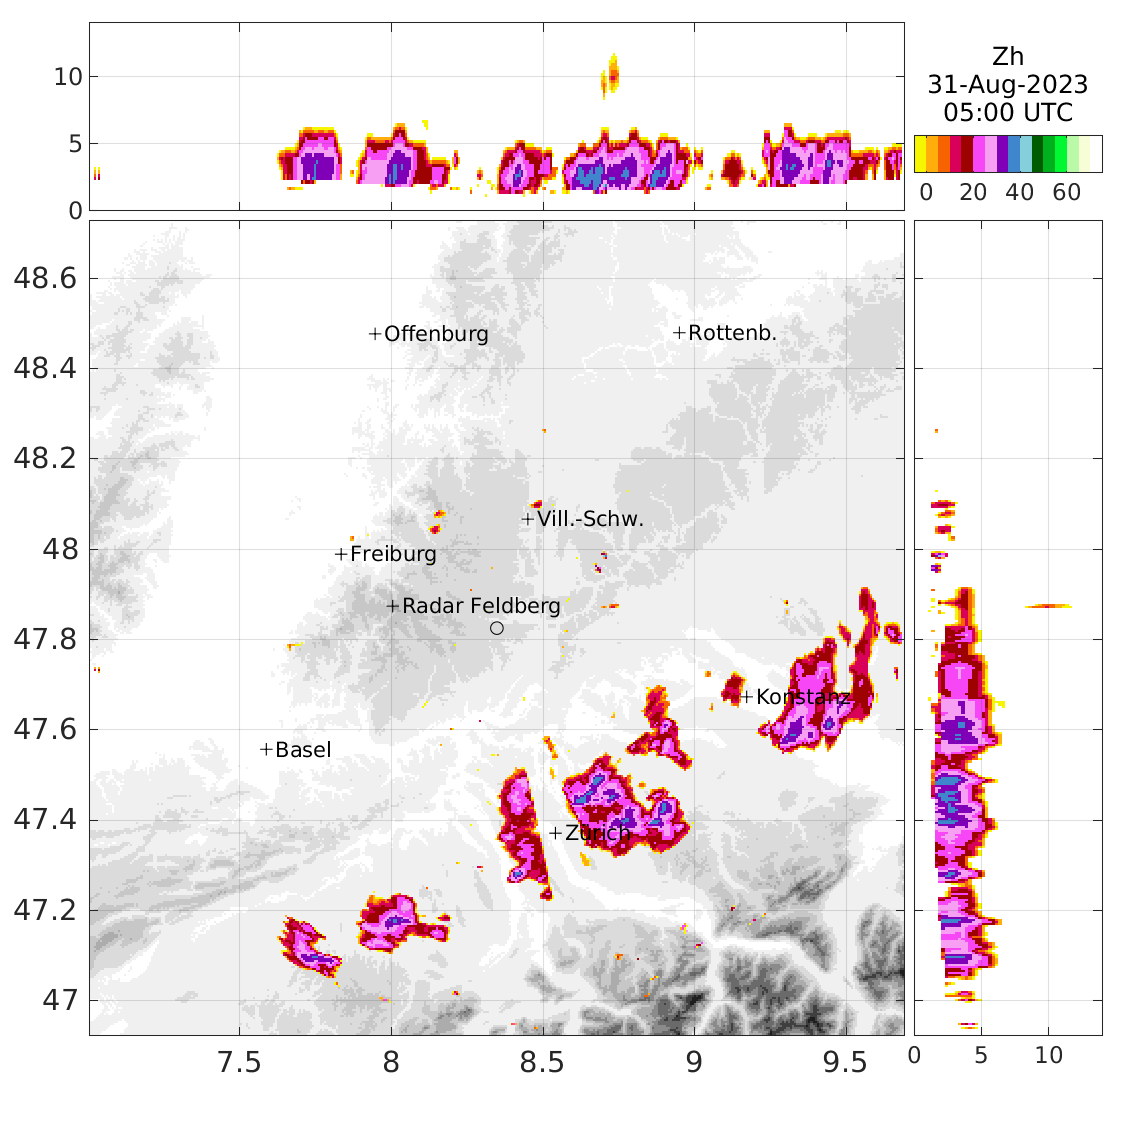 10
5
0
Zh
31-Aug-2023
05:00 UTC
0 20 40 60
48.6
48.4
48.2
48
47.8
47.6
47.4
47.2
47
+Offenburg
+Rottenb.
+Vill.-Schw.
+Freiburg
+Radar Feldberg
+Konstanz
+Basel
+Zürich
7.5 8 8.5 9 9.5
0 5 10